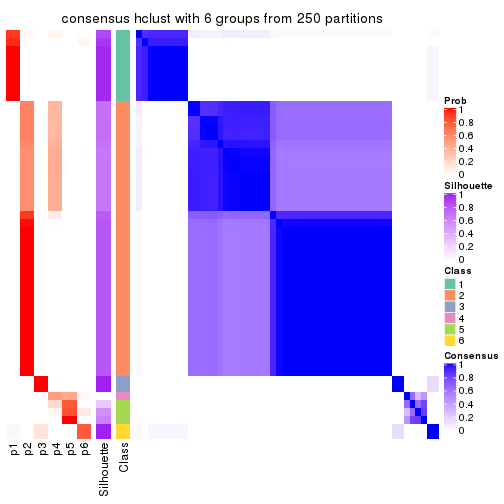 consensus hclust with 6 groups from 250 partitions
Prob
1
0.8
0.6
0.4
0.2
0
Silhouette
1
0.8
0.6
0.4
0.2
0
Class
1
2
3
4
5
6
Consensus
1
0.8
0.6
0.4
0.2
0
p1
p2
p3
p4
p5
p6
Silhouette
Class